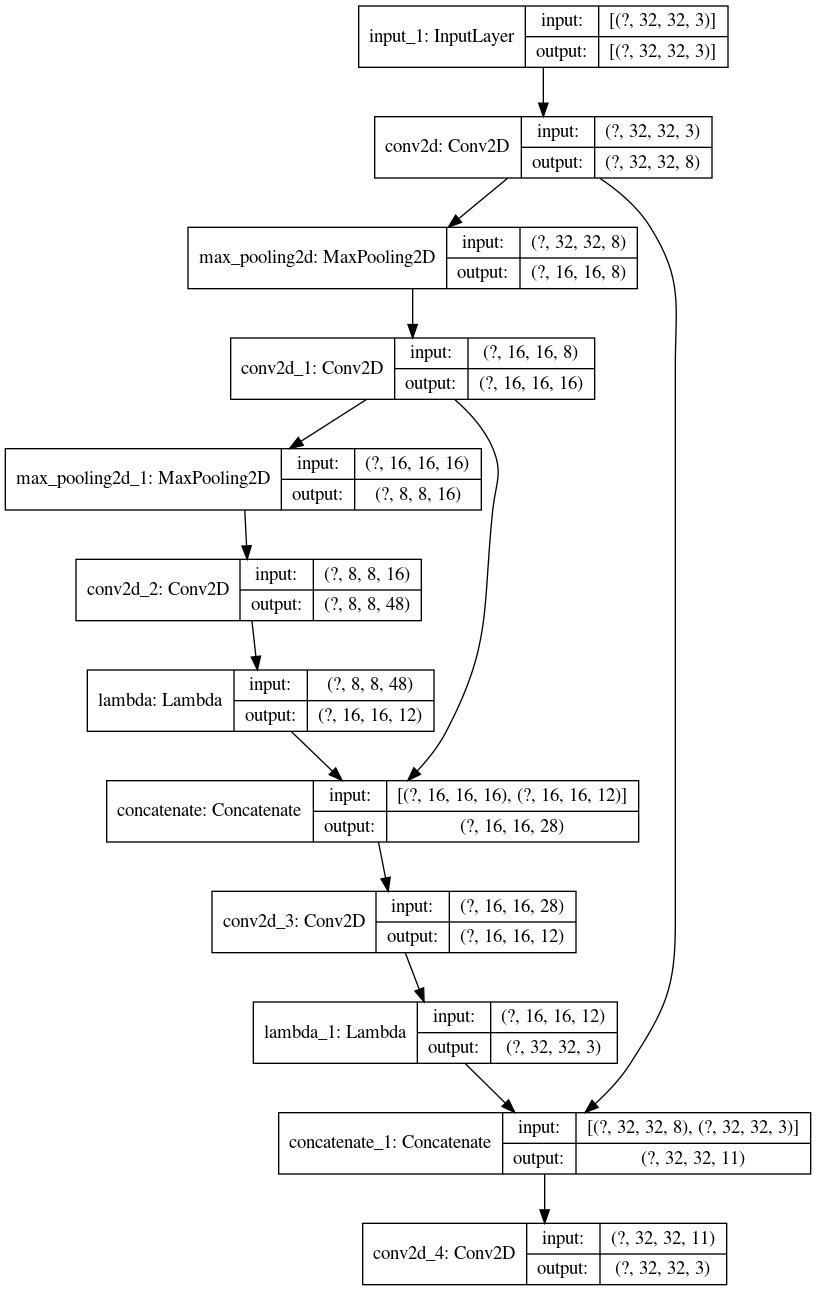 input_1: InputLayer
input: [(?, 32, 32, 3)]
output: [(?, 32, 32, 3)]
conv2d: Conv2D
input: (?, 32, 32, 3)
output: (?, 32, 32, 8)
max_pooling2d: MaxPooling2D
input: (?, 32, 32, 8)
output: (?, 16, 16, 8)
conv2d_1: Conv2D
input: (?, 16, 16, 8)
output: (?, 16, 16, 16)
max_pooling2d_1: MaxPooling2D
input: (?, 16, 16, 16)
output: (?, 8, 8, 16)
conv2d_2: Conv2D
input: (?, 8, 8, 16)
output: (?, 8, 8, 48)
lambda: Lambda
input: (?, 8, 8, 48)
output: (?, 16, 16, 12)
concatenate: Concatenate
input: [(?, 16, 16, 16), (?, 16, 16, 12)]
output: (?, 16, 16, 28)
conv2d_3: Conv2D
input: (?, 16, 16, 28)
output: (?, 16, 16, 12)
lambda_1: Lambda
input: (?, 16, 16, 12)
output: (?, 32, 32, 3)
concatenate_1: Concatenate
input: [(?, 32, 32, 8), (?, 32, 32, 3)]
output: (?, 32, 32, 11)
conv2d_4: Conv2D
input: (?, 32, 32, 11)
output: (?, 32, 32, 3)